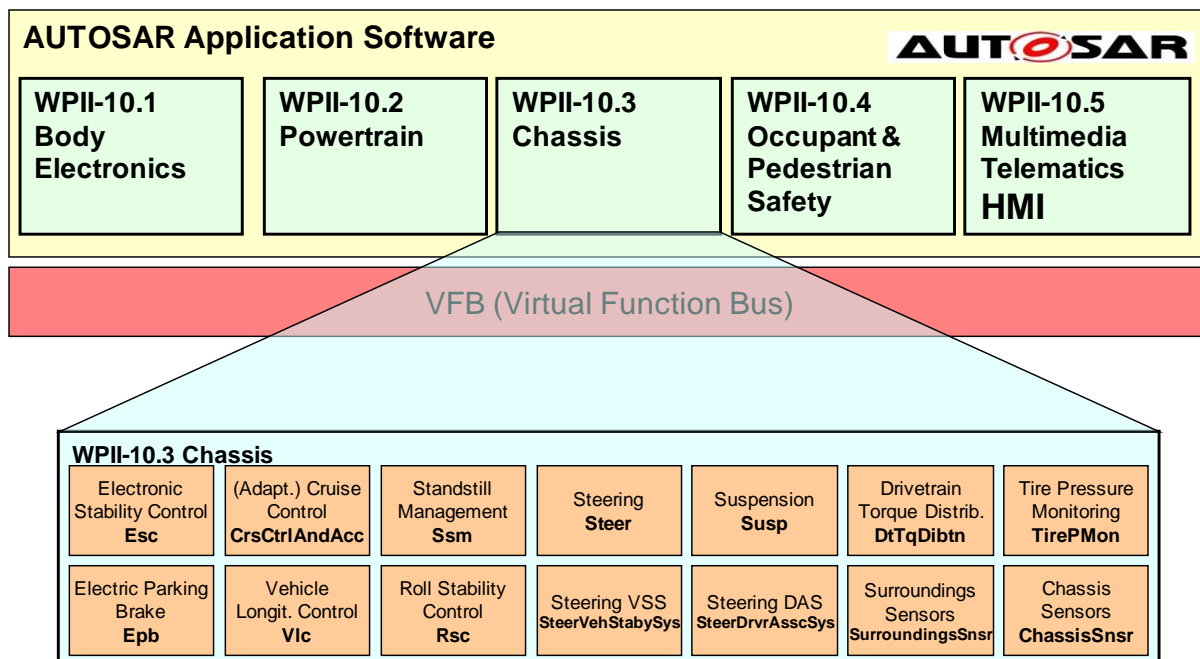 AUTOSAR Application Software
AUTOSAR
WPII-10.1
Body
Electronics
WPII-10.2
Powertrain
WPII-10.3
Chassis
WPII-10.4
Occupant &
Pedestrian
Safety
WPII-10.5
Multimedia
Telematics
HMI
VFB (Virtual Function Bus)
WPII-10.3 Chassis
Electronic
Stability Control
Esc
(Adapt.) Cruise
Control
CrsCtrlAndAcc
Standstill
Management
Ssm
Steering
Steer
Suspension
Susp
Drivetrain
Torque Distrib.
DtTqDibtn
Tire Pressure
Monitoring
TirePMon
Electric Parking
Brake
Epb
Vehicle
Longit. Control
Vlc
Roll Stability
Control
Rsc
Steering VSS
SteerVehStabySys
Steering DAS
SteerDrvrAsscSys
Surroundings
Sensors
SurroundingsSnsr
Chassis
Sensors
ChassisSnsr